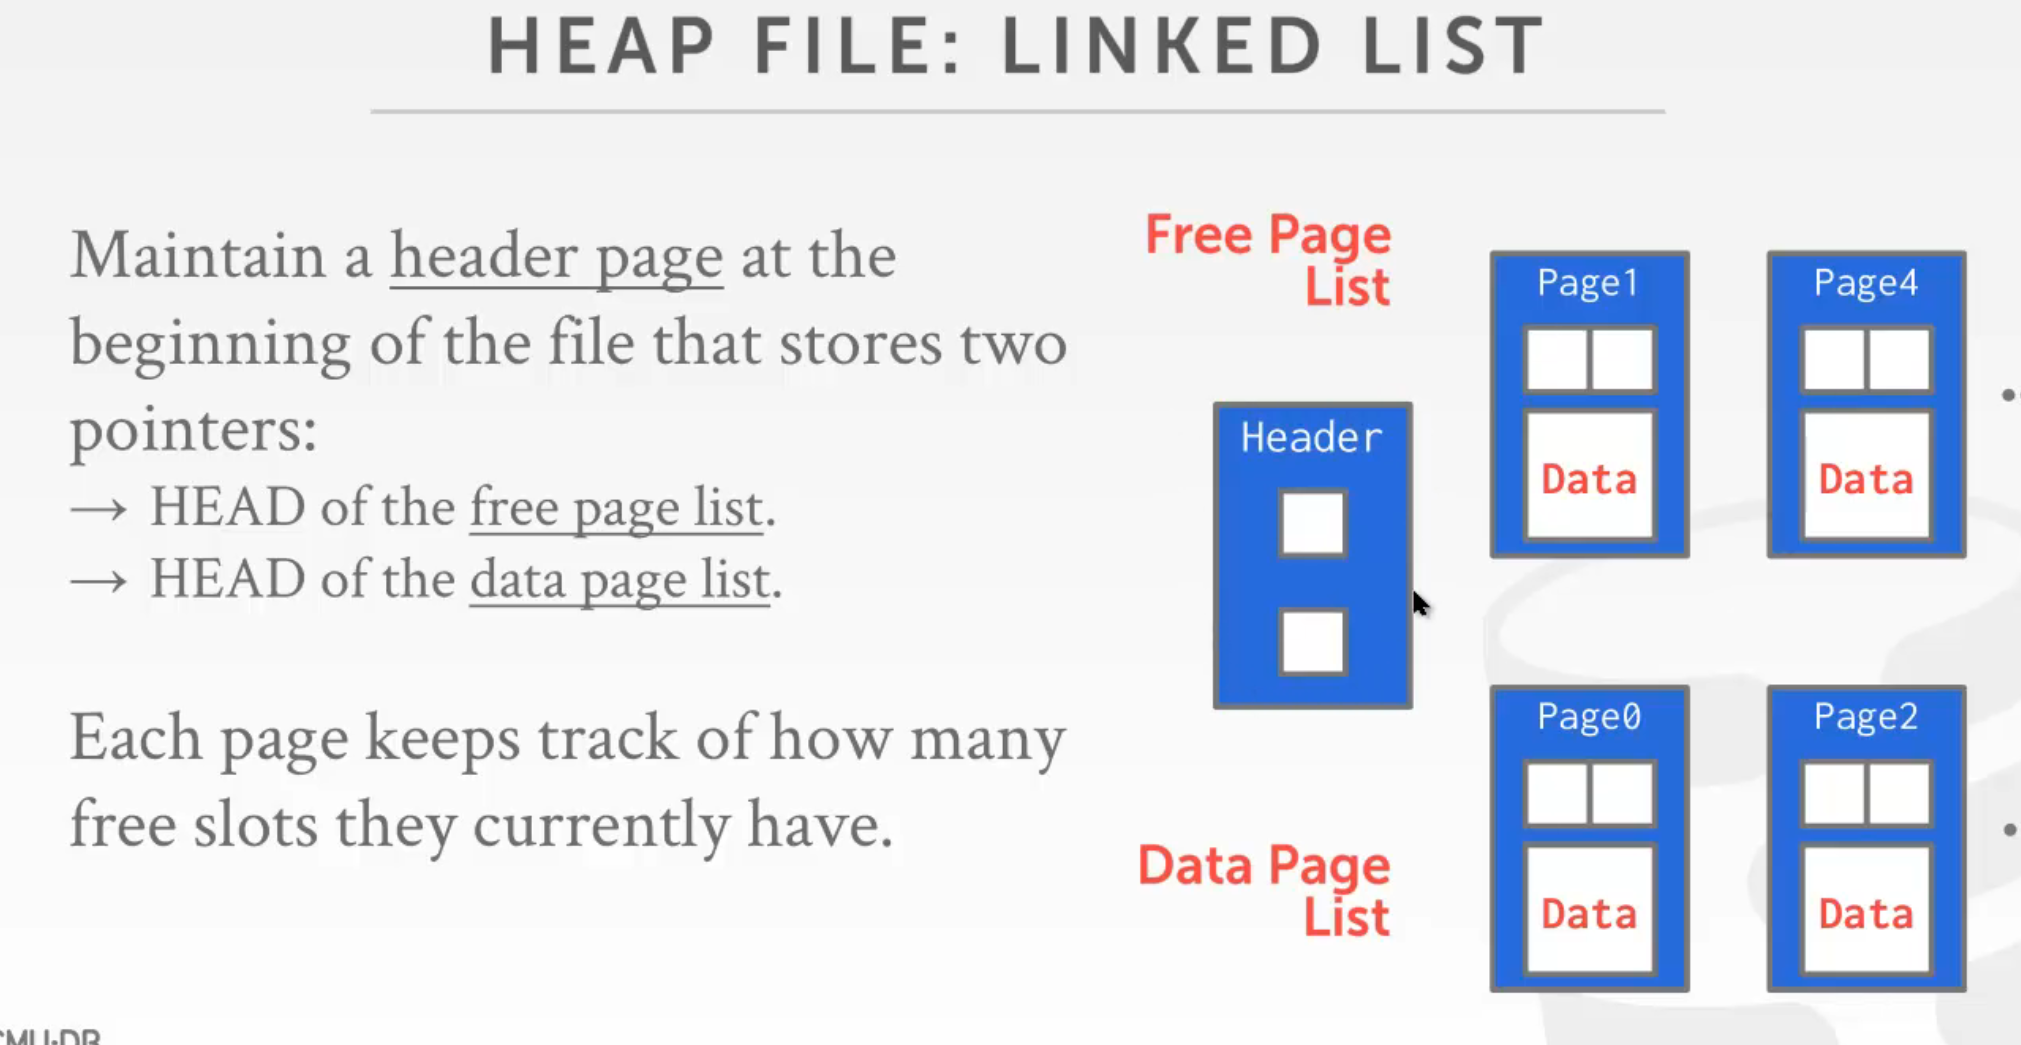 HEAP FILE: LINKED LIST
Maintain a header page at the
beginning of the file that stores two
pointers:
→ HEAD of the free page list.
→ HEAD of the data page list.
Each page keeps track of how many
free slots they currently have.
Free Page
List
Header
Page1
Data
Page4
Data
Data Page
List
Page0
Data
Page2
Data
CMU·DB